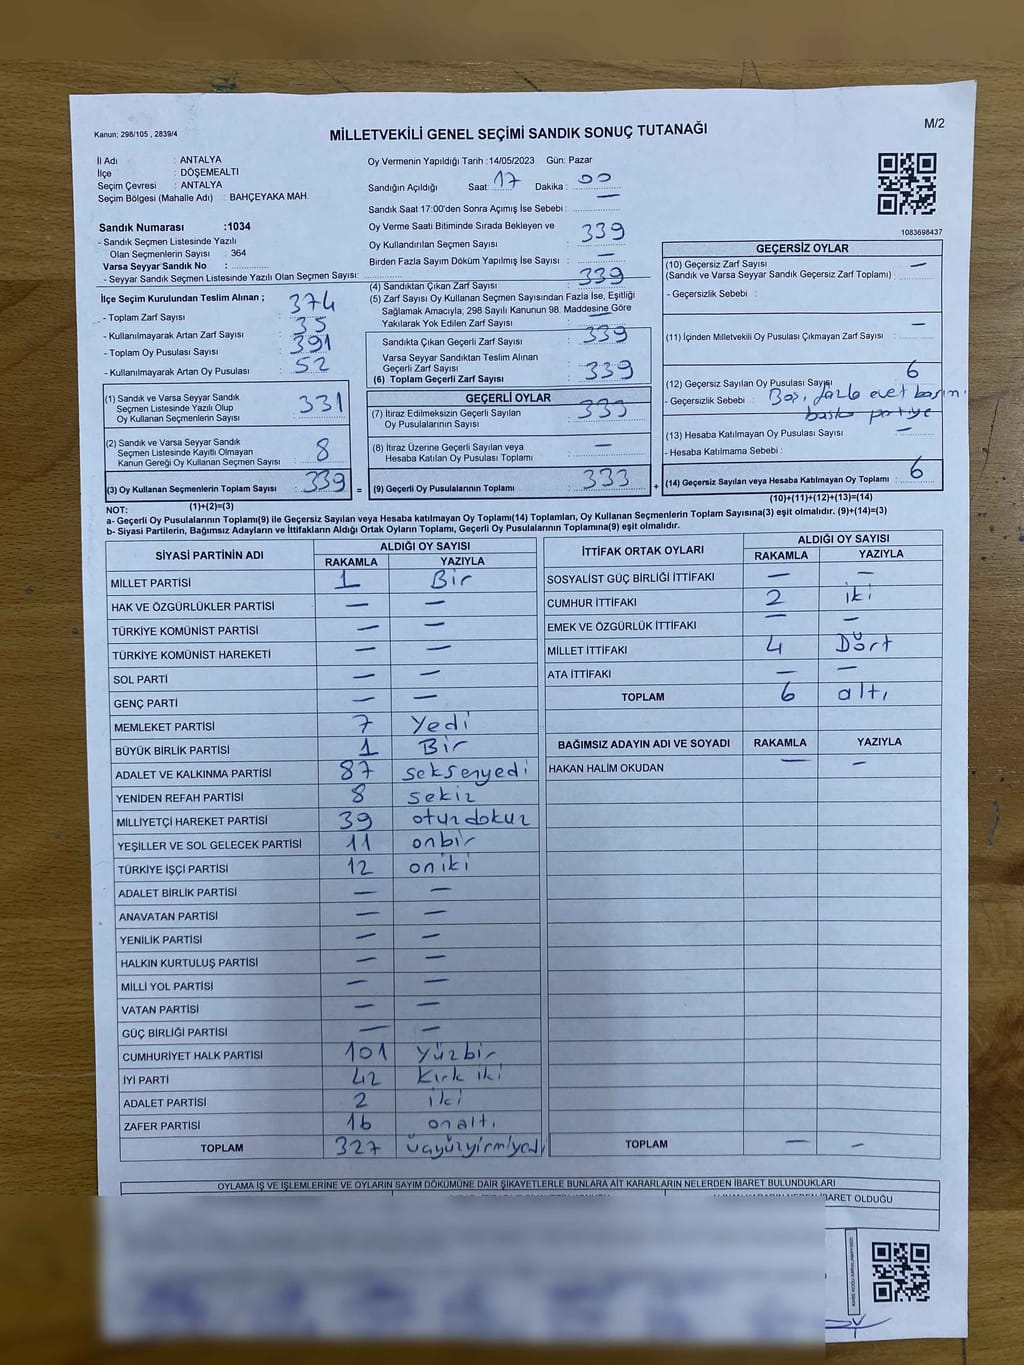 Kanun; 298/105 , 2839/4
MİLLETVEKİLİ GENEL SEÇİMİ SANDIK SONUÇ TUTANAĞI
M/2
İl Adı : ANTALYA
İlçe : DÖŞEMEALTI
Seçim Çevresi : ANTALYA
Seçim Bölgesi (Mahalle Adı) : BAHÇEYAKA MAH.
Oy Vermenin Yapıldığı Tarih :14/05/2023 Gün: Pazar
Sandığın Açıldığı Saat: 17 Dakika : 00
Sandık Saat 17:00'den Sonra Açımış İse Sebebi : —
Oy Verme Saati Bitiminde Sırada Bekleyen ve
Oy Kullandırılan Seçmen Sayısı : 339
Birden Fazla Sayım Döküm Yapılmış İse Sayısı : —
1083698437
Sandık Numarası :1034
- Sandık Seçmen Listesinde Yazılı
Olan Seçmenlerin Sayısı : 364
Varsa Seyyar Sandık No :
- Seyyar Sandık Seçmen Listesinde Yazılı Olan Seçmen Sayısı:
İlçe Seçim Kurulundan Teslim Alınan ;
- Toplam Zarf Sayısı : 374
- Kullanılmayarak Artan Zarf Sayısı : 35
- Toplam Oy Pusulası Sayısı : 391
- Kullanılmayarak Artan Oy Pusulası : 52
(4) Sandıktan Çıkan Zarf Sayısı : 339
(5) Zarf Sayısı Oy Kullanan Seçmen Sayısından Fazla İse, Eşitliği
Sağlamak Amacıyla; 298 Sayılı Kanunun 98. Maddesine Göre
Yakılarak Yok Edilen Zarf Sayısı : —
Sandıkta Çıkan Geçerli Zarf Sayısı : 339
Varsa Seyyar Sandıktan Teslim Alınan
Geçerli Zarf Sayısı :
(6) Toplam Geçerli Zarf Sayısı : 339
(1) Sandık ve Varsa Seyyar Sandık
Seçmen Listesinde Yazılı Olup
Oy Kullanan Seçmenlerin Sayısı : 331
(2) Sandık ve Varsa Seyyar Sandık
Seçmen Listesinde Kayıtlı Olmayan
Kanun Gereği Oy Kullanan Seçmen Sayısı : 8
(3) Oy Kullanan Seçmenlerin Toplam Sayısı : 339 =
(1)+(2)=(3)
GEÇERLİ OYLAR
(7) İtiraz Edilmeksizin Geçerli Sayılan
Oy Pusulalarının Sayısı : 333
(8) İtiraz Üzerine Geçerli Sayılan veya
Hesaba Katılan Oy Pusulası Toplamı : —
(9) Geçerli Oy Pusulalarının Toplamı : 333 +
GEÇERSİZ OYLAR
(10) Geçersiz Zarf Sayısı
(Sandık ve Varsa Seyyar Sandık Geçersiz Zarf Toplamı) : —
- Geçersizlik Sebebi :
(11) İçinden Milletvekili Oy Pusulası Çıkmayan Zarf Sayısı : —
(12) Geçersiz Sayılan Oy Pusulası Sayısı : 6
- Geçersizlik Sebebi : Boş, fazla evet basımı
başka partiye
(13) Hesaba Katılmayan Oy Pusulası Sayısı : —
- Hesaba Katılmama Sebebi :
(14) Geçersiz Sayılan veya Hesaba Katılmayan Oy Toplamı : 6
(10)+(11)+(12)+(13)=(14)
NOT:
a- Geçerli Oy Pusulalarının Toplamı(9) ile Geçersiz Sayılan veya Hesaba katılmayan Oy Toplamı(14) Toplamları, Oy Kullanan Seçmenlerin Toplam Sayısına(3) eşit olmalıdır. (9)+(14)=(3)
b- Siyasi Partilerin, Bağımsız Adayların ve İttifakların Aldığı Ortak Oyların Toplamı, Geçerli Oy Pusulalarının Toplamına(9) eşit olmalıdır.
SİYASİ PARTİNİN ADI ALDIĞI OY SAYISI
RAKAMLA YAZIYLA
MİLLET PARTİSİ 1 Bir
HAK VE ÖZGÜRLÜKLER PARTİSİ — —
TÜRKİYE KOMÜNİST PARTİSİ — —
TÜRKİYE KOMÜNİST HAREKETİ — —
SOL PARTİ — —
GENÇ PARTİ — —
MEMLEKET PARTİSİ 7 Yedi
BÜYÜK BİRLİK PARTİSİ 1 Bir
ADALET VE KALKINMA PARTİSİ 87 seksenyedi
YENİDEN REFAH PARTİSİ 8 sekiz
MİLLİYETÇİ HAREKET PARTİSİ 39 otuzdokuz
YEŞİLLER VE SOL GELECEK PARTİSİ 11 onbir
TÜRKİYE İŞÇİ PARTİSİ 12 oniki
ADALET BİRLİK PARTİSİ — —
ANAVATAN PARTİSİ — —
YENİLİK PARTİSİ — —
HALKIN KURTULUŞ PARTİSİ — —
MİLLİ YOL PARTİSİ — —
VATAN PARTİSİ — —
GÜÇ BİRLİĞİ PARTİSİ — —
CUMHURİYET HALK PARTİSİ 101 yüzbir
İYİ PARTİ 42 kırk iki
ADALET PARTİSİ 2 iki
ZAFER PARTİSİ 16 onaltı
TOPLAM 327 üçyüzyirmiyedi
İTTİFAK ORTAK OYLARI ALDIĞI OY SAYISI
RAKAMLA YAZIYLA
SOSYALİST GÜÇ BİRLİĞİ İTTİFAKI — —
CUMHUR İTTİFAKI 2 iki
EMEK VE ÖZGÜRLÜK İTTİFAKI — —
MİLLET İTTİFAKI 4 Dört
ATA İTTİFAKI — —
TOPLAM 6 altı
BAĞIMSIZ ADAYIN ADI VE SOYADI RAKAMLA YAZIYLA
HAKAN HALİM OKUDAN — —
TOPLAM — —
OYLAMA İŞ VE İŞLEMLERİNE VE OYLARIN SAYIM DÖKÜMÜNE DAİR ŞİKAYETLERLE BUNLARA AİT KARARLARIN NELERDEN İBARET BULUNDUKLARI
İBARET OLDUĞU